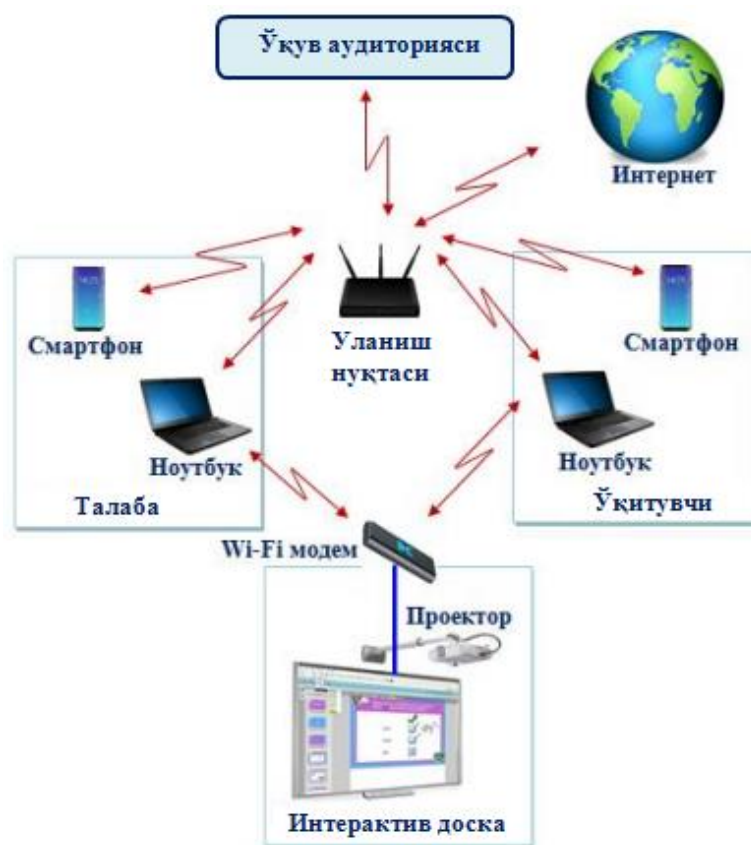 Ўқув аудиторияси
Интернет
Смартфон
Уланиш
нуқтаси
Смартфон
Ноутбук
Талаба
Ноутбук
Ўқитувчи
Wi-Fi модем
Проектор
Интерактив доска